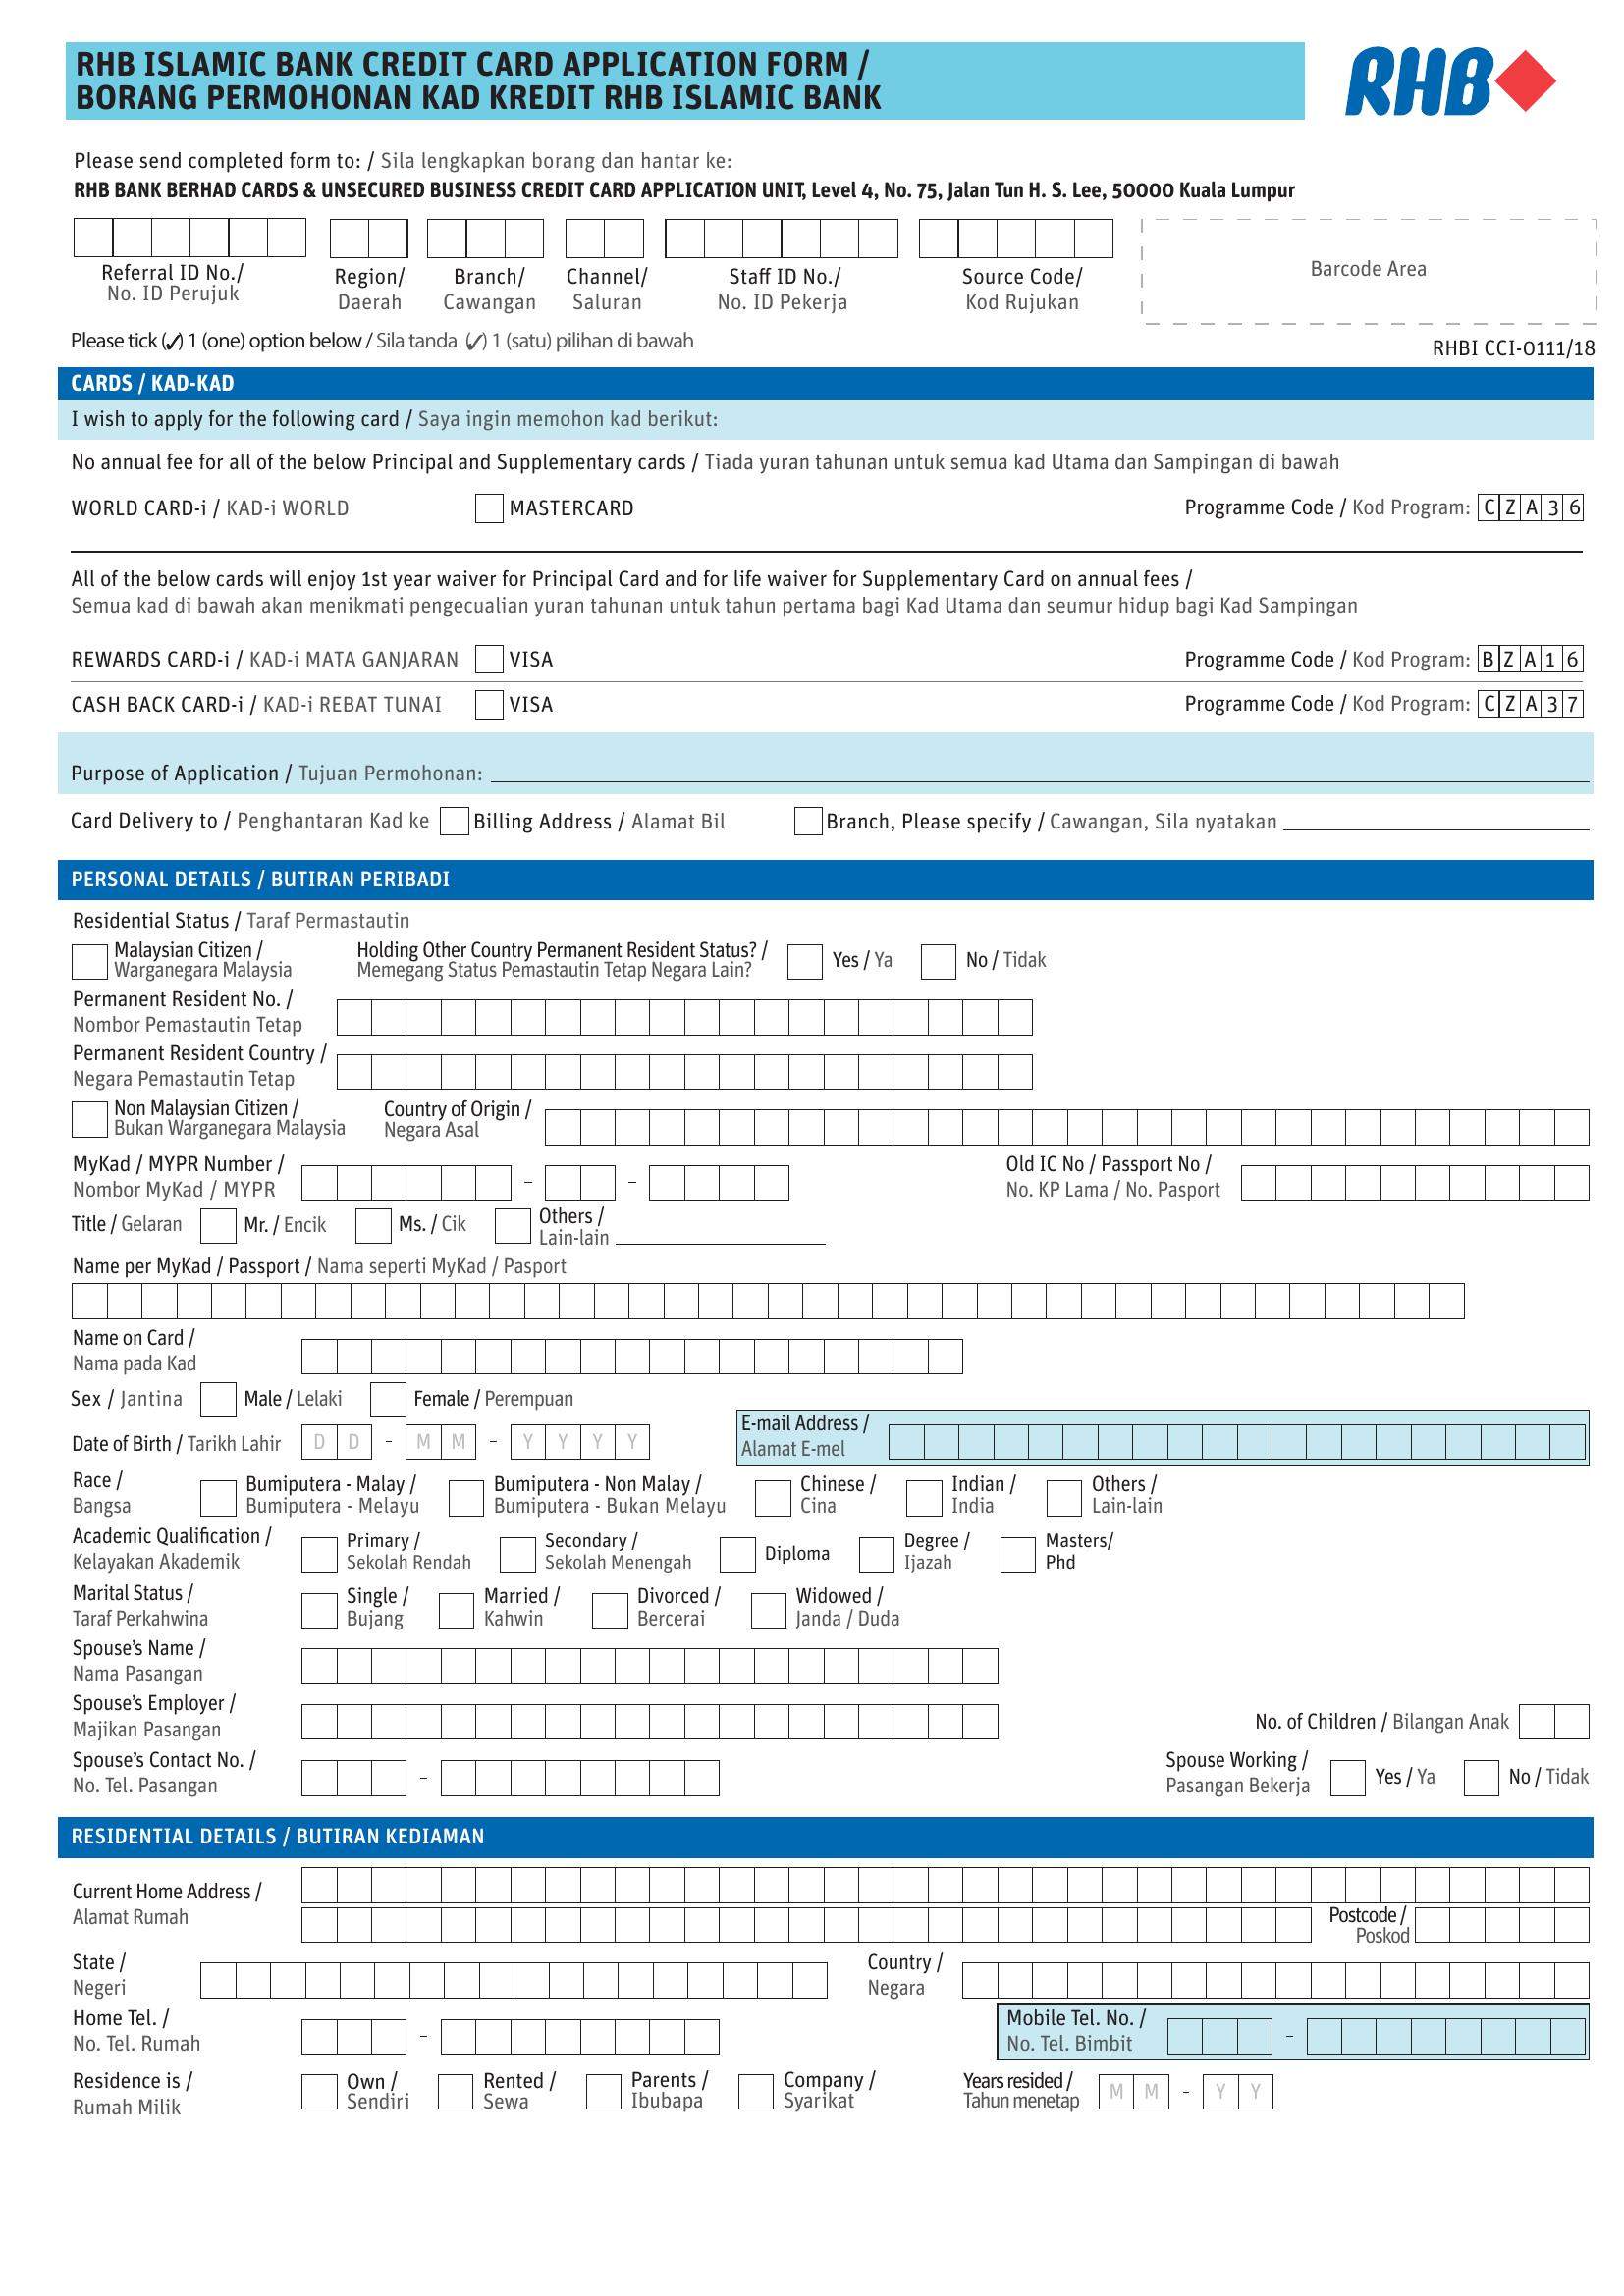 RHB ISLAMIC BANK CREDIT CARD APPLICATION FORM /
BORANG PERMOHONAN KAD KREDIT RHB ISLAMIC BANK
RHB
Please send completed form to: / Sila lengkapkan borang dan hantar ke:
RHB BANK BERHAD CARDS & UNSECURED BUSINESS CREDIT CARD APPLICATION UNIT, Level 4, No. 75, Jalan Tun H. S. Lee, 50000 Kuala Lumpur
Referral ID No./ Region/ Branch/ Channel/ Staff ID No./ Source Code/ Barcode Area
No. ID Perujuk Daerah Cawangan Saluran No. ID Pekerja Kod Rujukan
Please tick (✓) 1 (one) option below / Sila tanda (✓) 1 (satu) pilihan di bawah
RHBI CCI-0111/18
CARDS / KAD-KAD
I wish to apply for the following card / Saya ingin memohon kad berikut:
No annual fee for all of the below Principal and Supplementary cards / Tiada yuran tahunan untuk semua kad Utama dan Sampingan di bawah
WORLD CARD-i / KAD-i WORLD MASTERCARD Programme Code / Kod Program: C Z A 3 6
All of the below cards will enjoy 1st year waiver for Principal Card and for life waiver for Supplementary Card on annual fees /
Semua kad di bawah akan menikmati pengecualian yuran tahunan untuk tahun pertama bagi Kad Utama dan seumur hidup bagi Kad Sampingan
REWARDS CARD-i / KAD-i MATA GANJARAN VISA Programme Code / Kod Program: B Z A 1 6
CASH BACK CARD-i / KAD-i REBAT TUNAI VISA Programme Code / Kod Program: C Z A 3 7
Purpose of Application / Tujuan Permohonan:
Card Delivery to / Penghantaran Kad ke Billing Address / Alamat Bil Branch, Please specify / Cawangan, Sila nyatakan
PERSONAL DETAILS / BUTIRAN PERIBADI
Residential Status / Taraf Permastautin
Malaysian Citizen / Holding Other Country Permanent Resident Status? / Yes / Ya No / Tidak
Warganegara Malaysia Memegang Status Pemastautin Tetap Negara Lain?
Permanent Resident No. /
Nombor Pemastautin Tetap
Permanent Resident Country /
Negara Pemastautin Tetap
Non Malaysian Citizen / Country of Origin /
Bukan Warganegara Malaysia Negara Asal
MyKad / MYPR Number / - - Old IC No / Passport No /
Nombor MyKad / MYPR No. KP Lama / No. Pasport
Title / Gelaran Mr. / Encik Ms. / Cik Others /
Lain-lain
Name per MyKad / Passport / Nama seperti MyKad / Pasport
Name on Card /
Nama pada Kad
Sex / Jantina Male / Lelaki Female / Perempuan
Date of Birth / Tarikh Lahir D D - M M - Y Y Y Y E-mail Address /
Alamat E-mel
Race / Bumiputera - Malay / Bumiputera - Non Malay / Chinese / Indian / Others /
Bangsa Bumiputera - Melayu Bumiputera - Bukan Melayu Cina India Lain-lain
Academic Qualification / Primary / Secondary / Diploma Degree / Masters/
Kelayakan Akademik Sekolah Rendah Sekolah Menengah Ijazah Phd
Marital Status / Single / Married / Divorced / Widowed /
Taraf Perkahwina Bujang Kahwin Bercerai Janda / Duda
Spouse's Name /
Nama Pasangan
Spouse's Employer /
Majikan Pasangan No. of Children / Bilangan Anak
Spouse's Contact No. / - Spouse Working / Yes / Ya No / Tidak
No. Tel. Pasangan Pasangan Bekerja
RESIDENTIAL DETAILS / BUTIRAN KEDIAMAN
Current Home Address /
Alamat Rumah Postcode /
Poskod
State / Country /
Negeri Negara
Home Tel. / - Mobile Tel. No. / -
No. Tel. Rumah No. Tel. Bimbit
Residence is / Own / Rented / Parents / Company / Years resided / M M - Y Y
Rumah Milik Sendiri Sewa Ibubapa Syarikat Tahun menetap